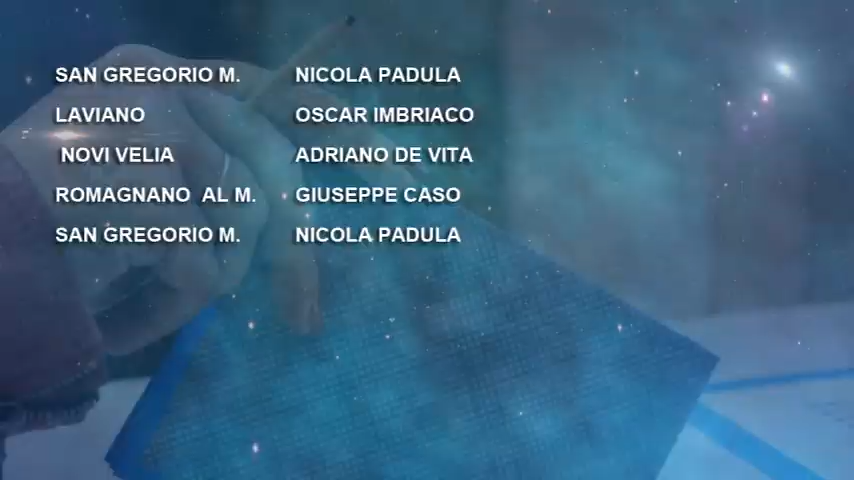 SAN GREGORIO M. NICOLA PADULA
LAVIANO OSCAR IMBRIACO
NOVI VELIA ADRIANO DE VITA
ROMAGNANO AL M. GIUSEPPE CASO
SAN GREGORIO M. NICOLA PADULA